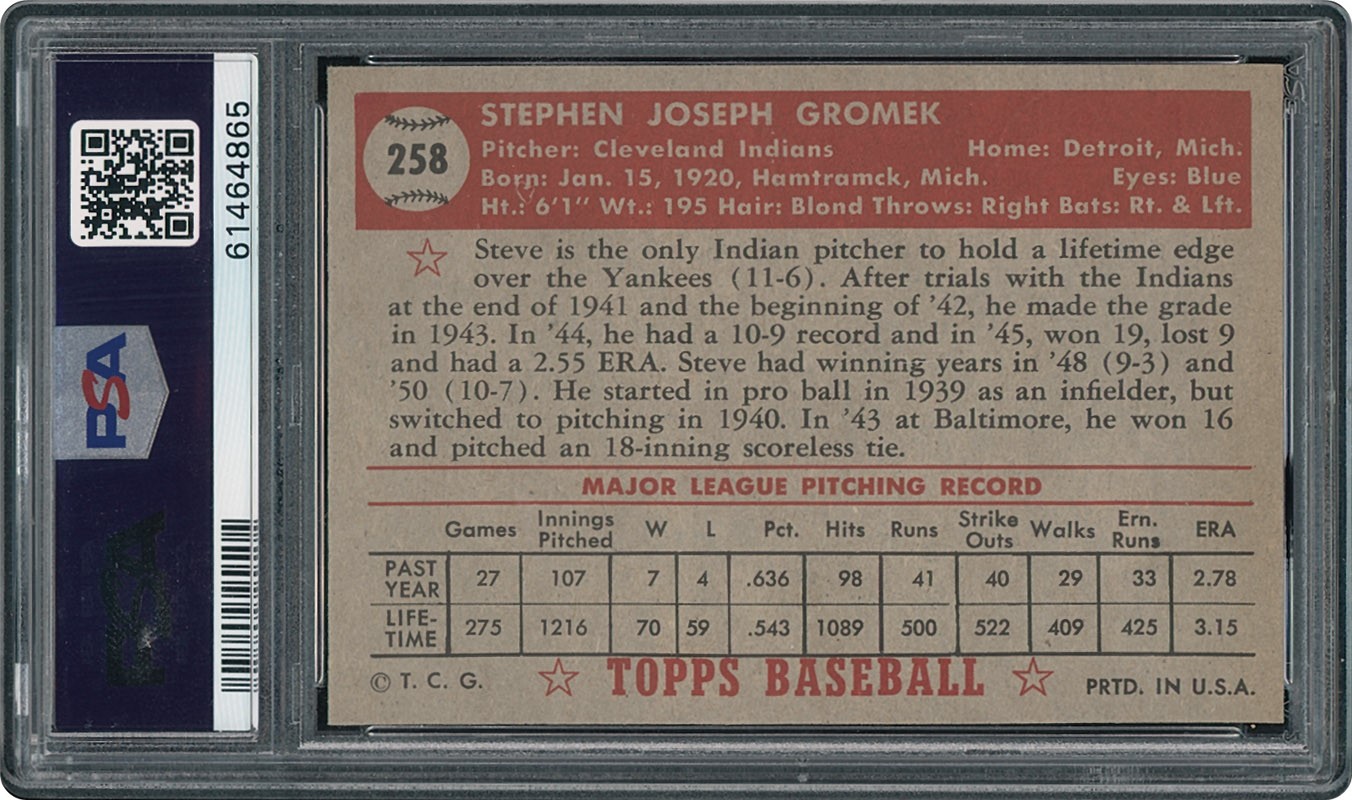 61464865
PSA
PSA
258
STEPHEN JOSEPH GROMEK
Pitcher: Cleveland Indians Home: Detroit, Mich.
Born: Jan. 15, 1920, Hamtramck, Mich. Eyes: Blue
Ht.: 6'1" Wt.: 195 Hair: Blond Throws: Right Bats: Rt. & Lft.
Steve is the only Indian pitcher to hold a lifetime edge
over the Yankees (11-6). After trials with the Indians
at the end of 1941 and the beginning of '42, he made the grade
in 1943. In '44, he had a 10-9 record and in '45, won 19, lost 9
and had a 2.55 ERA. Steve had winning years in '48 (9-3) and
'50 (10-7). He started in pro ball in 1939 as an infielder, but
switched to pitching in 1940. In '43 at Baltimore, he won 16
and pitched an 18-inning scoreless tie.
MAJOR LEAGUE PITCHING RECORD
Games Innings Pitched W L Pct. Hits Runs Strike Outs Walks Ern. Runs ERA
PAST YEAR 27 107 7 4 .636 98 41 40 29 33 2.78
LIFE-TIME 275 1216 70 59 .543 1089 500 522 409 425 3.15
© T. C. G. TOPPS BASEBALL PRTD. IN U.S.A.